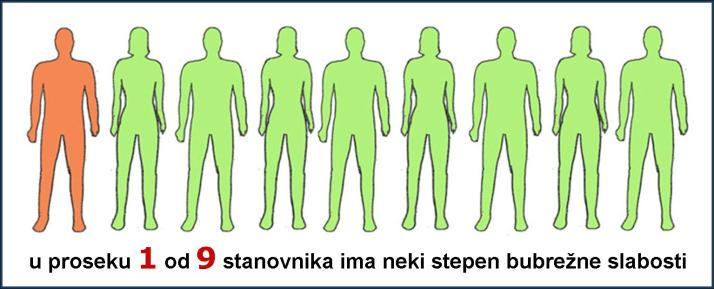 u proseku 1 od 9 stanovnika ima neki stepen bubrežne slabosti